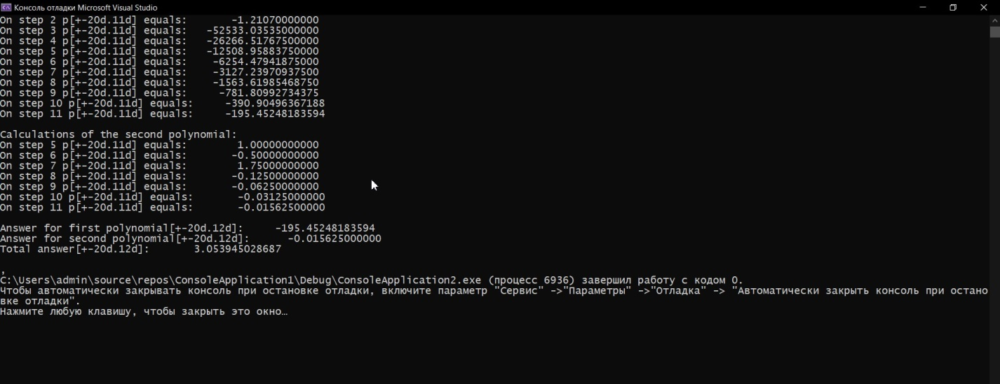 Консоль отладки Microsoft Visual Studio
On step 2 p[+-20d.11d] equals: -1.21070000000
On step 3 p[+-20d.11d] equals: -52533.03535000000
On step 4 p[+-20d.11d] equals: -26266.51767500000
On step 5 p[+-20d.11d] equals: -12508.95883750000
On step 6 p[+-20d.11d] equals: -6254.47941875000
On step 7 p[+-20d.11d] equals: -3127.23970937500
On step 8 p[+-20d.11d] equals: -1563.61985468750
On step 9 p[+-20d.11d] equals: -781.80992734375
On step 10 p[+-20d.11d] equals: -390.90496367188
On step 11 p[+-20d.11d] equals: -195.45248183594
Calculations of the second polynomial:
On step 5 p[+-20d.11d] equals: 1.00000000000
On step 6 p[+-20d.11d] equals: -0.50000000000
On step 7 p[+-20d.11d] equals: 1.75000000000
On step 8 p[+-20d.11d] equals: -0.12500000000
On step 9 p[+-20d.11d] equals: -0.06250000000
On step 10 p[+-20d.11d] equals: -0.03125000000
On step 11 p[+-20d.11d] equals: -0.01562500000
Answer for first polynomial[+-20d.12d]: -195.45248183594
Answer for second polynomial[+-20d.12d]: -0.015625000000
Total answer[+-20d.12d]: 3.053945028687
,
C:\Users\admin\source\repos\ConsoleApplication1\Debug\ConsoleApplication2.exe (процесс 6936) завершил работу с кодом 0.
Чтобы автоматически закрывать консоль при остановке отладки, включите параметр "Сервис" ->"Параметры" ->"Отладка" -> "Автоматически закрыть консоль при остано
вке отладки".
Нажмите любую клавишу, чтобы закрыть это окно…